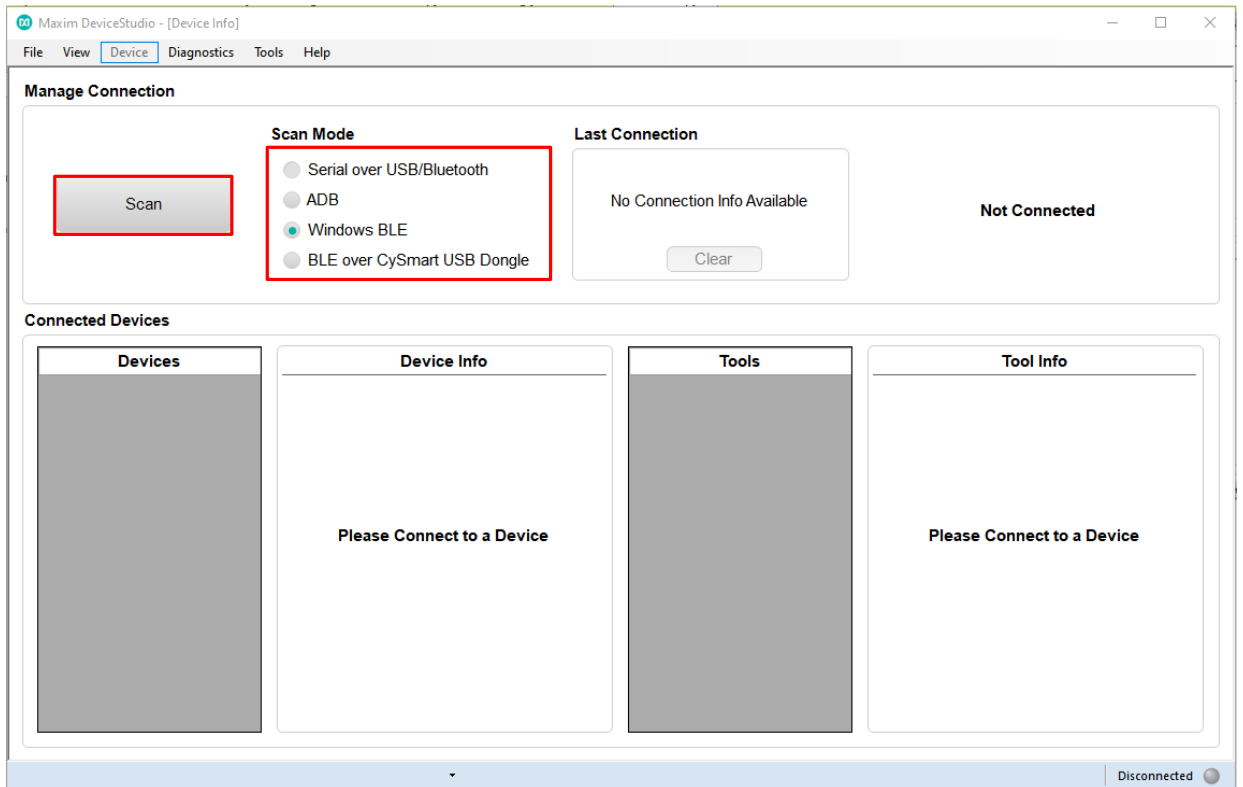 Maxim DeviceStudio - [Device Info]
File View Device Diagnostics Tools Help
Manage Connection
Scan
Scan Mode
Serial over USB/Bluetooth
ADB
Windows BLE
BLE over CySmart USB Dongle
Last Connection
No Connection Info Available
Clear
Not Connected
Connected Devices
Devices
Device Info
Please Connect to a Device
Tools
Tool Info
Please Connect to a Device
Disconnected